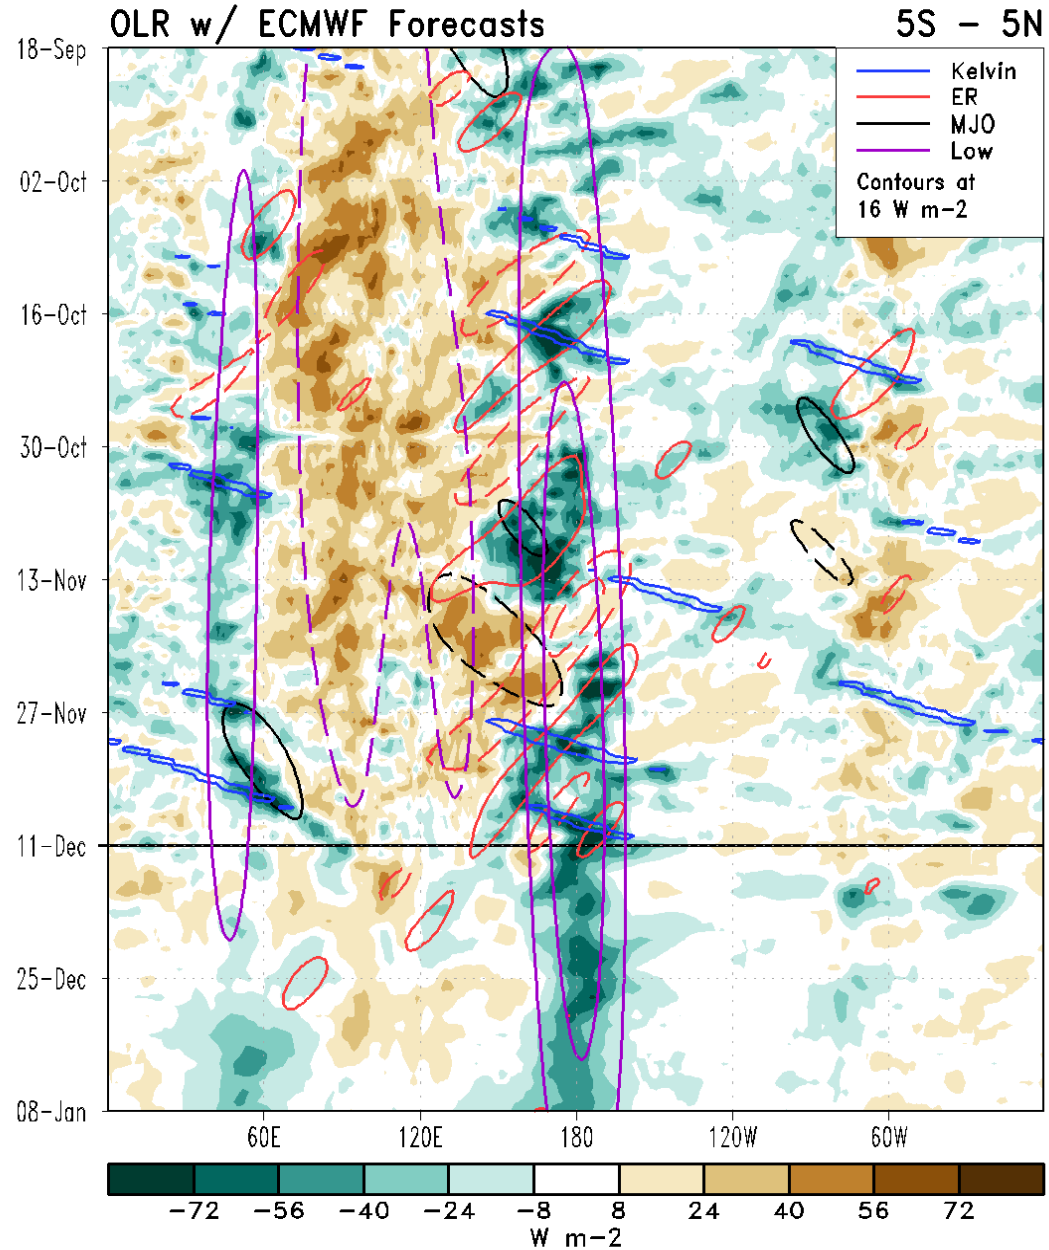 OLR w/ ECMWF Forecasts 5S - 5N
Kelvin
ER
MJO
Low
Contours at
16 W m-2
18-Sep
02-Oct
16-Oct
30-Oct
13-Nov
27-Nov
11-Dec
25-Dec
08-Jan
60E 120E 180 120W 60W
-72 -56 -40 -24 -8 8 24 40 56 72
W m-2